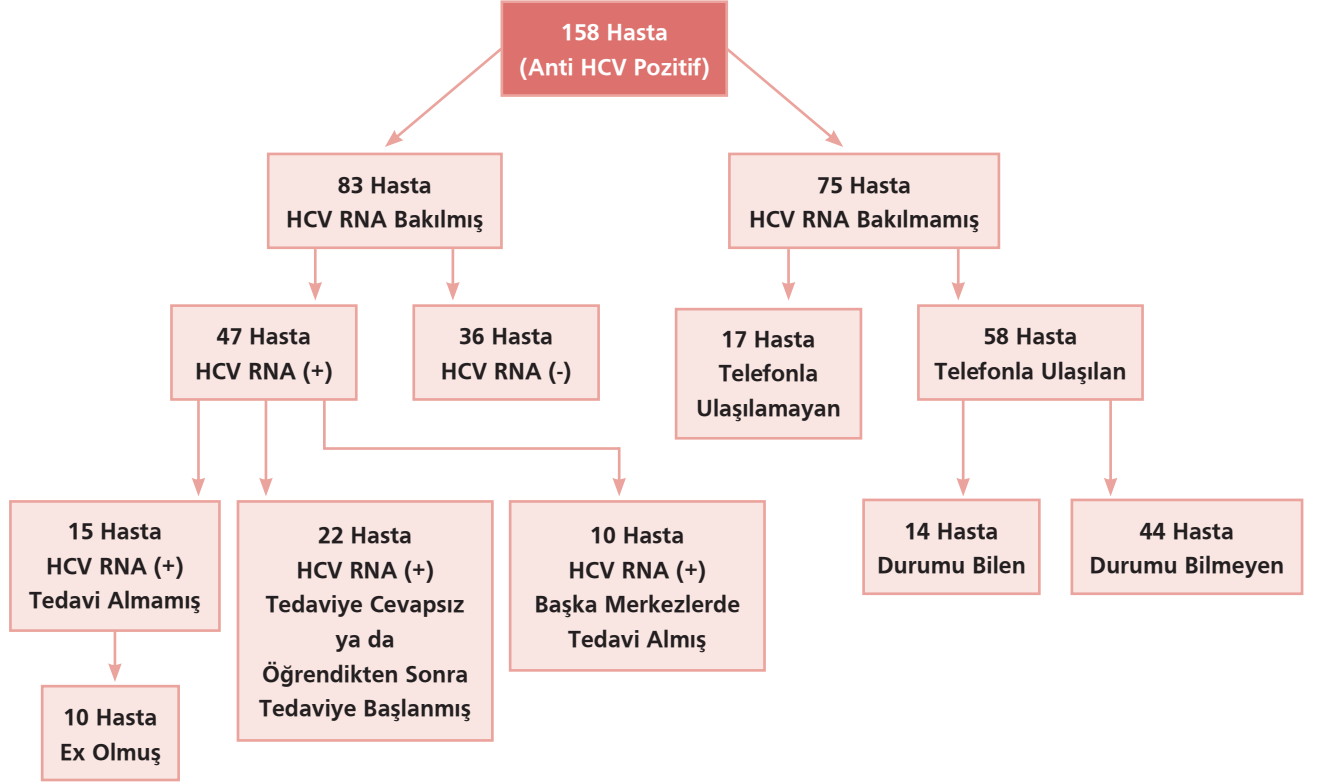 158 Hasta
(Anti HCV Pozitif)
83 Hasta
HCV RNA Bakılmış
75 Hasta
HCV RNA Bakılmamış
47 Hasta
HCV RNA (+)
36 Hasta
HCV RNA (-)
17 Hasta
Telefonla
Ulaşılamayan
58 Hasta
Telefonla Ulaşılan
15 Hasta
HCV RNA (+)
Tedavi Almamış
22 Hasta
HCV RNA (+)
Tedaviye Cevapsız
ya da
Öğrendikten Sonra
Tedaviye Başlanmış
10 Hasta
HCV RNA (+)
Başka Merkezlerde
Tedavi Almış
14 Hasta
Durumu Bilen
44 Hasta
Durumu Bilmeyen
10 Hasta
Ex Olmuş